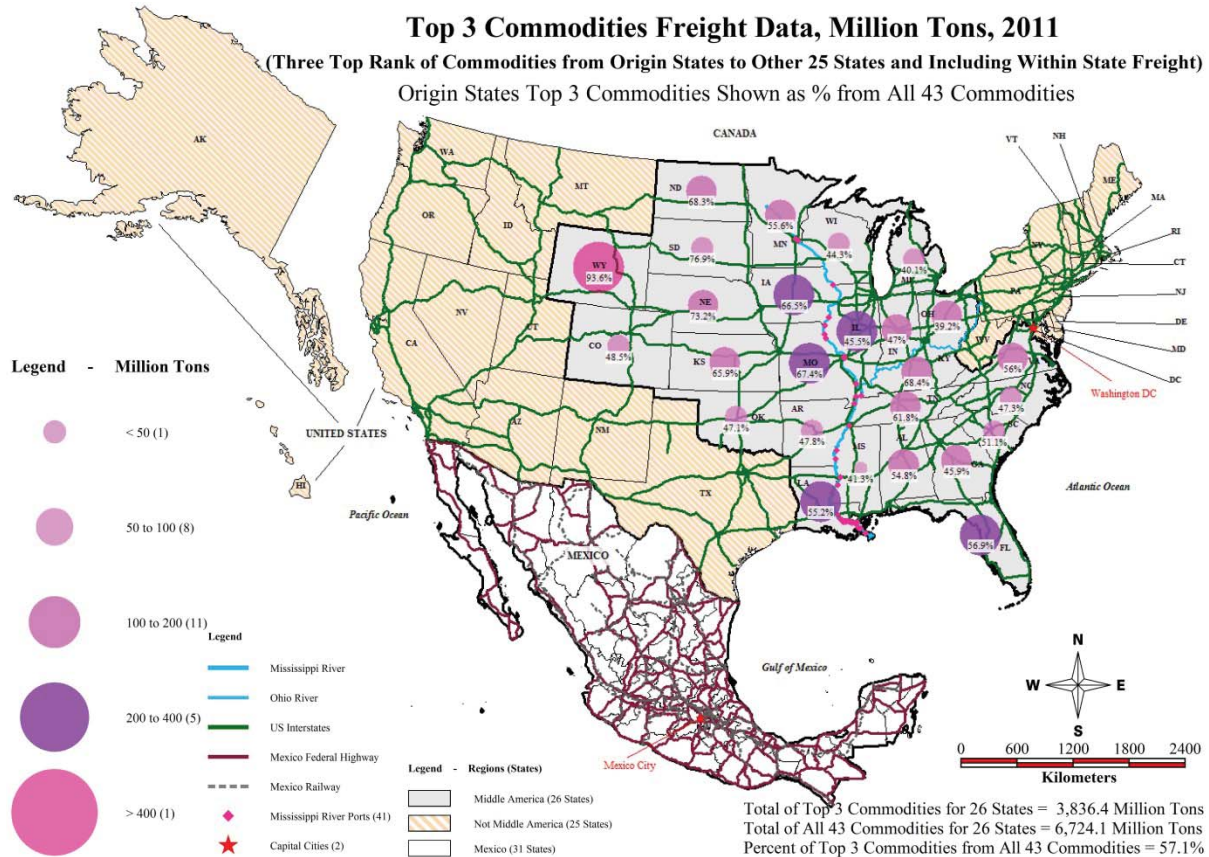 Top 3 Commodities Freight Data, Million Tons, 2011
(Three Top Rank of Commodities from Origin States to Other 25 States and Including Within State Freight)
Origin States Top 3 Commodities Shown as % from All 43 Commodities
CANADA
VT
NH
AK
WA
MT
ND
68.3%
55.6%
MN
WI
44.3%
ME
MA
OR
ID
SD
76.9%
40.1%
MI
NY
RI
CT
WY
93.6%
IA
66.5%
NE
73.2%
PA
NJ
NV
UT
CO
48.5%
IL
45.5%
47%
IN
OH
39.2%
WV
DE
MD
DC
CA
KS
65.9%
MO
67.4%
KY
68.4%
56%
Washington DC
Legend - Million Tons
< 50 (1)
50 to 100 (8)
100 to 200 (11)
200 to 400 (5)
> 400 (1)
UNITED STATES
HI
AZ
NM
OK
47.1%
AR
47.8%
TN
61.8%
NC
47.3%
SC
51.1%
MS
41.3%
AL
54.8%
GA
45.9%
TX
LA
55.2%
56.9%
FL
Pacific Ocean
Atlantic Ocean
MEXICO
Gulf of Mexico
Mexico City
Legend
Mississippi River
Ohio River
US Interstates
Mexico Federal Highway
Mexico Railway
Mississippi River Ports (41)
Capital Cities (2)
Legend - Regions (States)
Middle America (26 States)
Not Middle America (25 States)
Mexico (31 States)
N
W E
S
0 600 1200 1800 2400
Kilometers
Total of Top 3 Commodities for 26 States = 3,836.4 Million Tons
Total of All 43 Commodities for 26 States = 6,724.1 Million Tons
Percent of Top 3 Commodities from All 43 Commodities = 57.1%